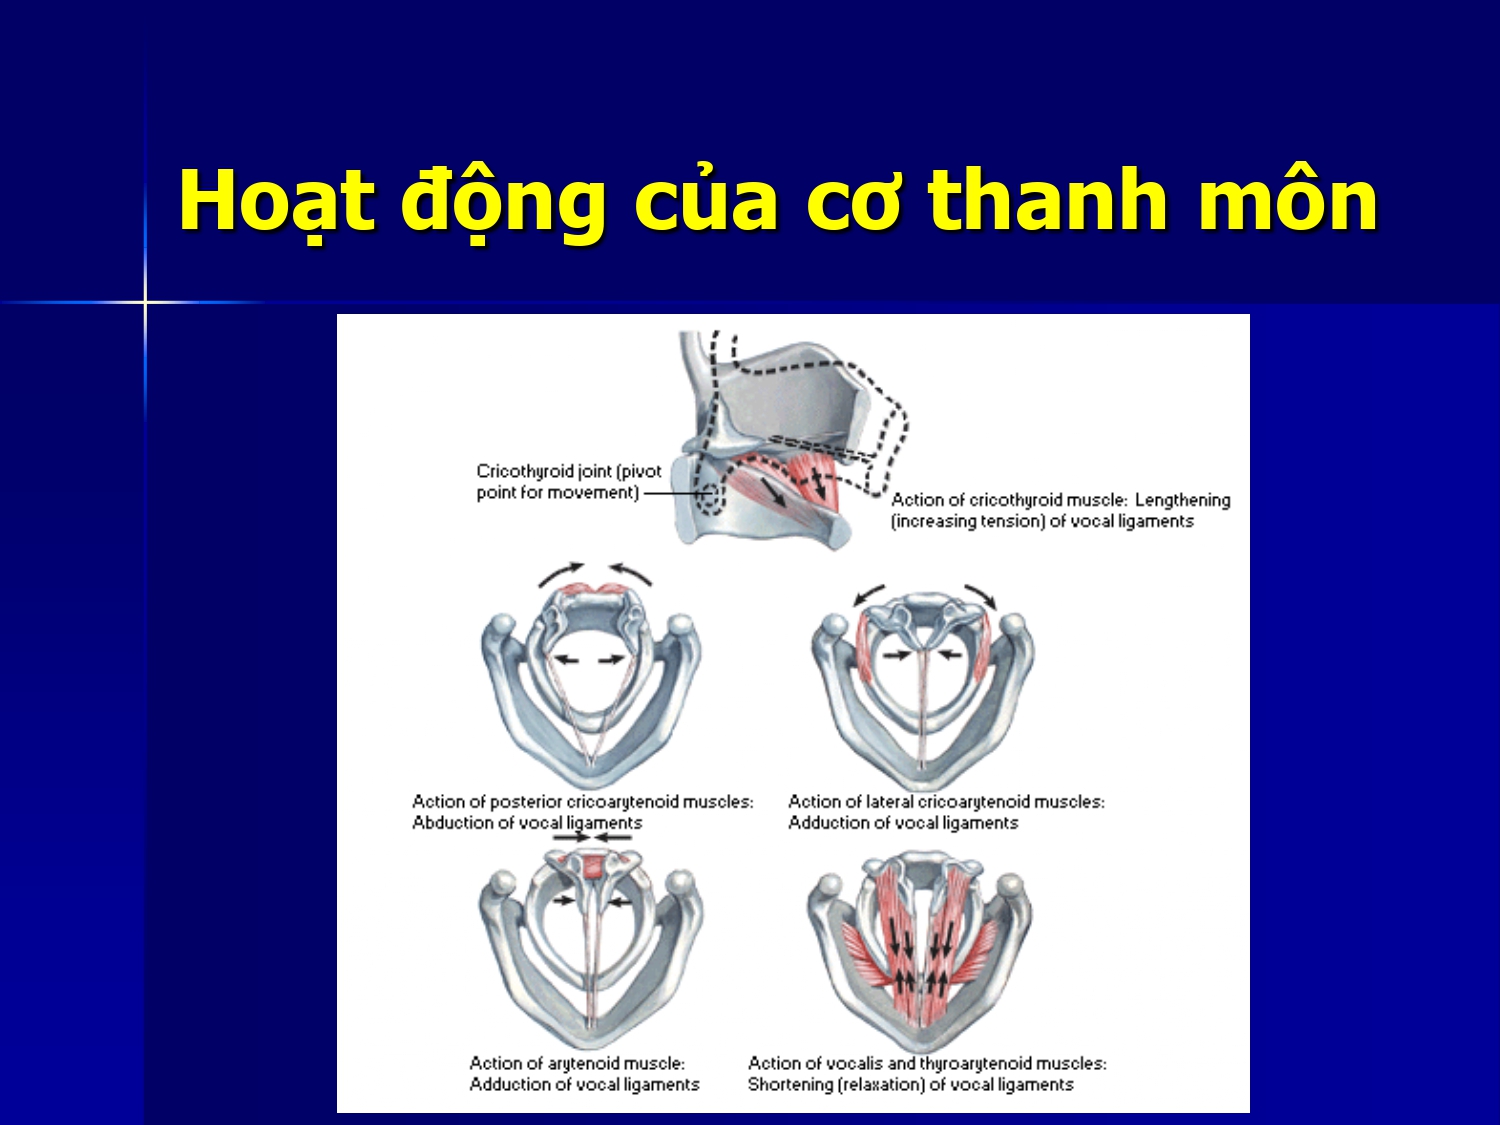 Hoạt động của cơ thanh môn
Cricothyroid joint (pivot
point for movement)
Action of cricothyroid muscle: Lengthening
(increasing tension) of vocal ligaments
Action of posterior cricoarytenoid muscles:
Abduction of vocal ligaments
Action of lateral cricoarytenoid muscles:
Adduction of vocal ligaments
Action of arytenoid muscle:
Adduction of vocal ligaments
Action of vocalis and thyroarytenoid muscles:
Shortening (relaxation) of vocal ligaments